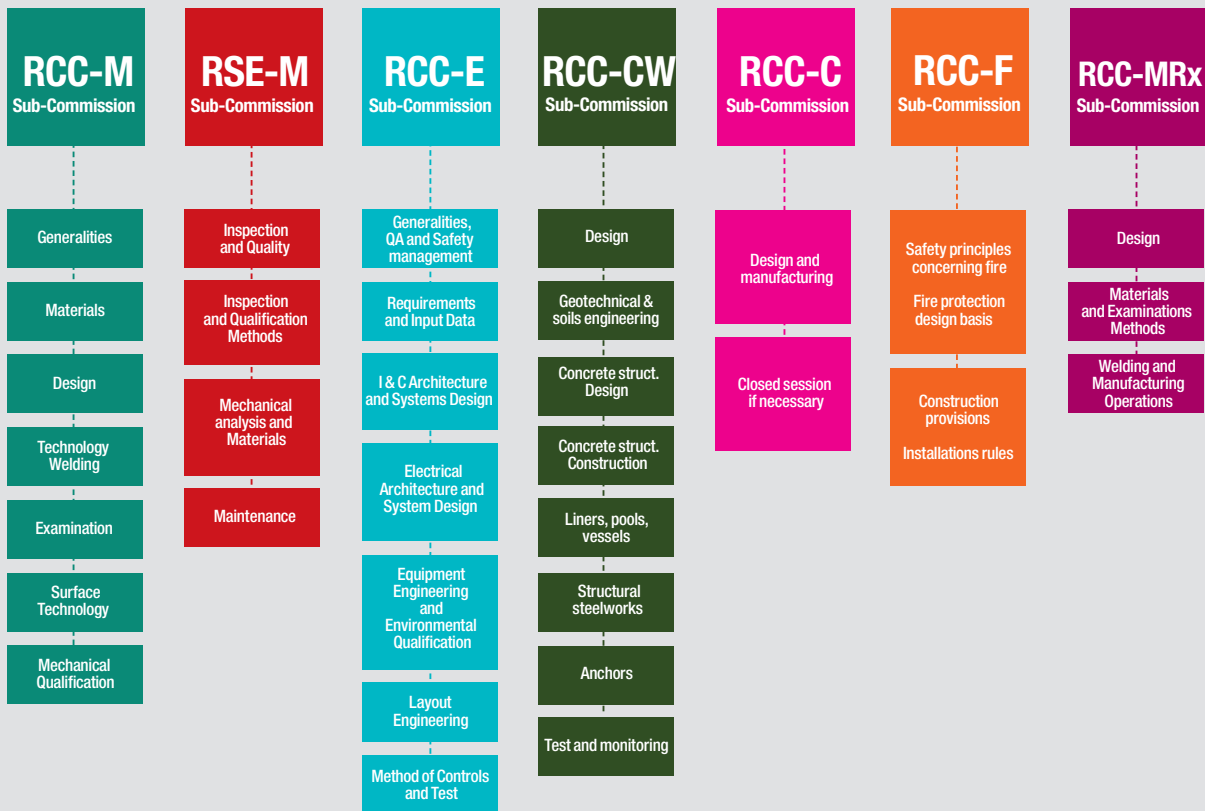 RCC-M
Sub-Commission
Generalities
Materials
Design
Technology
Welding
Examination
Surface
Technology
Mechanical
Qualification
RSE-M
Sub-Commission
Inspection
and Quality
Inspection
and Qualification
Methods
Mechanical
analysis and
Materials
Maintenance
RCC-E
Sub-Commission
Generalities,
QA and Safety
management
Requirements
and Input Data
I & C Architecture
and Systems Design
Electrical
Architecture and
System Design
Equipment
Engineering
and
Environmental
Qualification
Layout
Engineering
Method of Controls
and Test
RCC-CW
Sub-Commission
Design
Geotechnical &
soils engineering
Concrete struct.
Design
Concrete struct.
Construction
Liners, pools,
vessels
Structural
steelworks
Anchors
Test and monitoring
RCC-C
Sub-Commission
Design and
manufacturing
Closed session
if necessary
RCC-F
Sub-Commission
Safety principles
concerning fire
Fire protection
design basis
Construction
provisions
Installations rules
RCC-MRx
Sub-Commission
Design
Materials
and Examinations
Methods
Welding and
Manufacturing
Operations